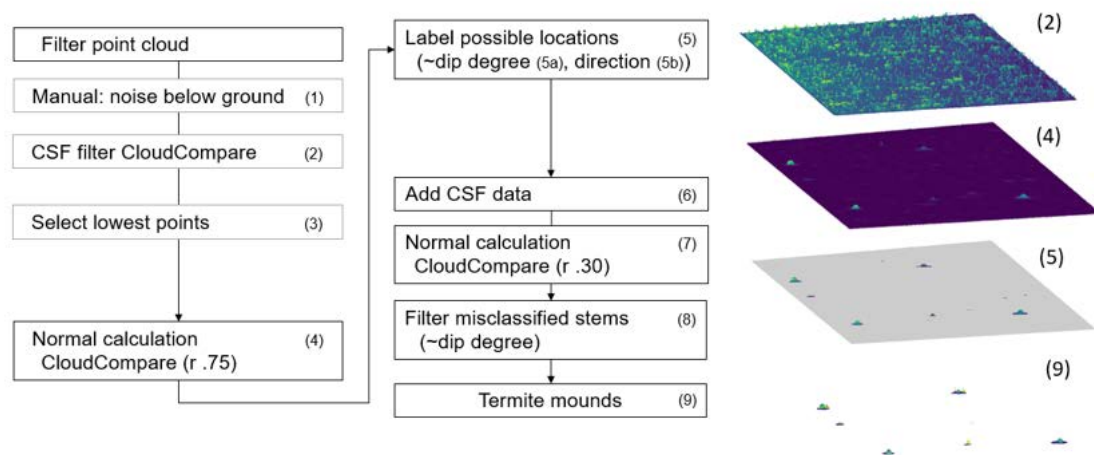 Filter point cloud
Manual: noise below ground (1)
CSF filter CloudCompare (2)
Select lowest points (3)
Normal calculation (4)
CloudCompare (r .75)
Label possible locations (5)
(~dip degree (5a), direction (5b))
Add CSF data (6)
Normal calculation (7)
CloudCompare (r .30)
Filter misclassified stems (8)
(~dip degree)
Termite mounds (9)
(2)
(4)
(5)
(9)